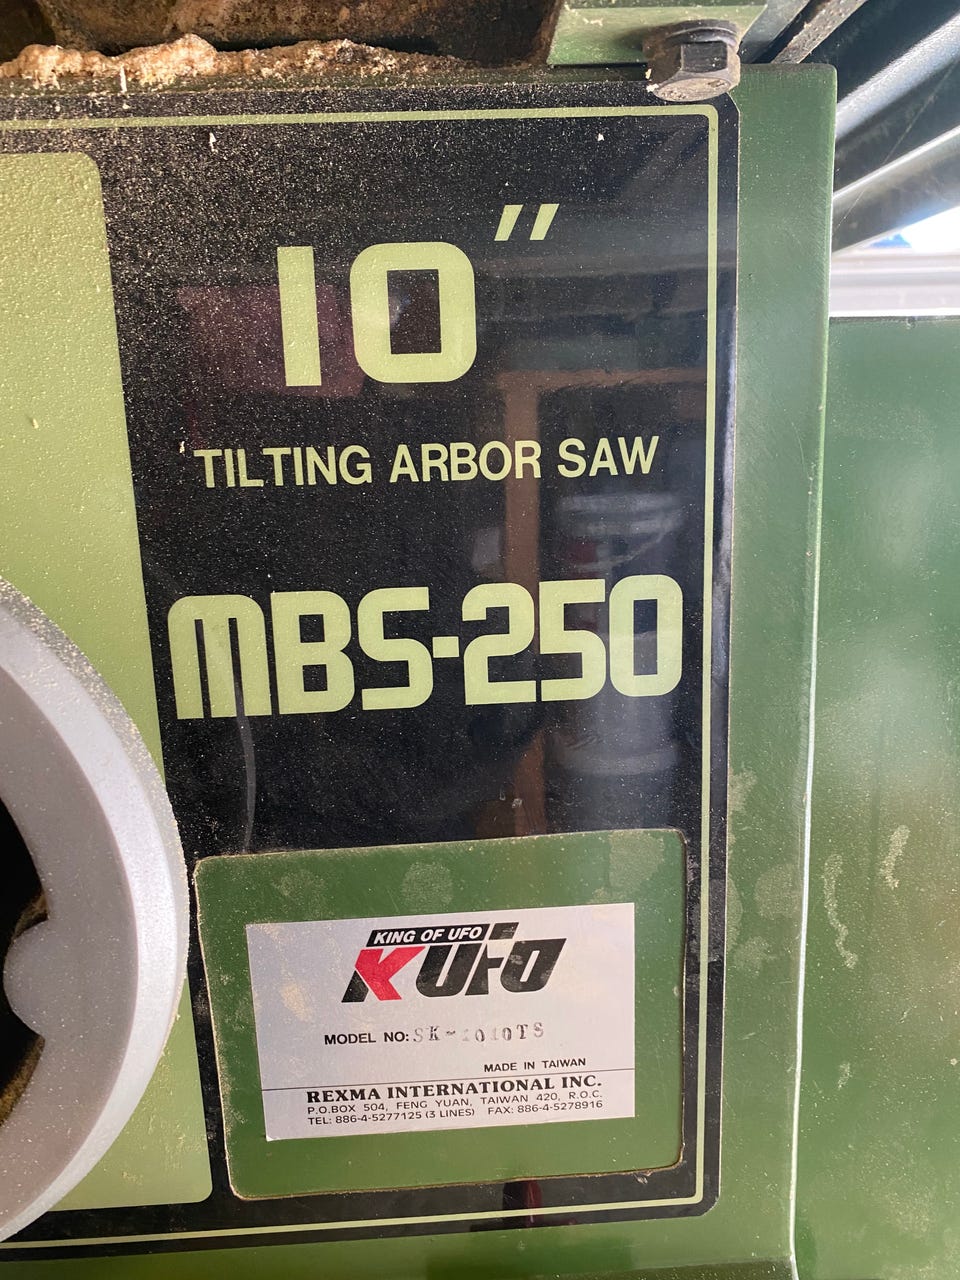 10"
TILTING ARBOR SAW
MBS-250
KING OF UFO
KUFO
MODEL NO: SK-1010TS
MADE IN TAIWAN
REXMA INTERNATIONAL INC.
P.O.BOX 504, FENG YUAN, TAIWAN 420, R.O.C.
TEL: 886-4-5277125 (3 LINES) FAX: 886-4-5278916